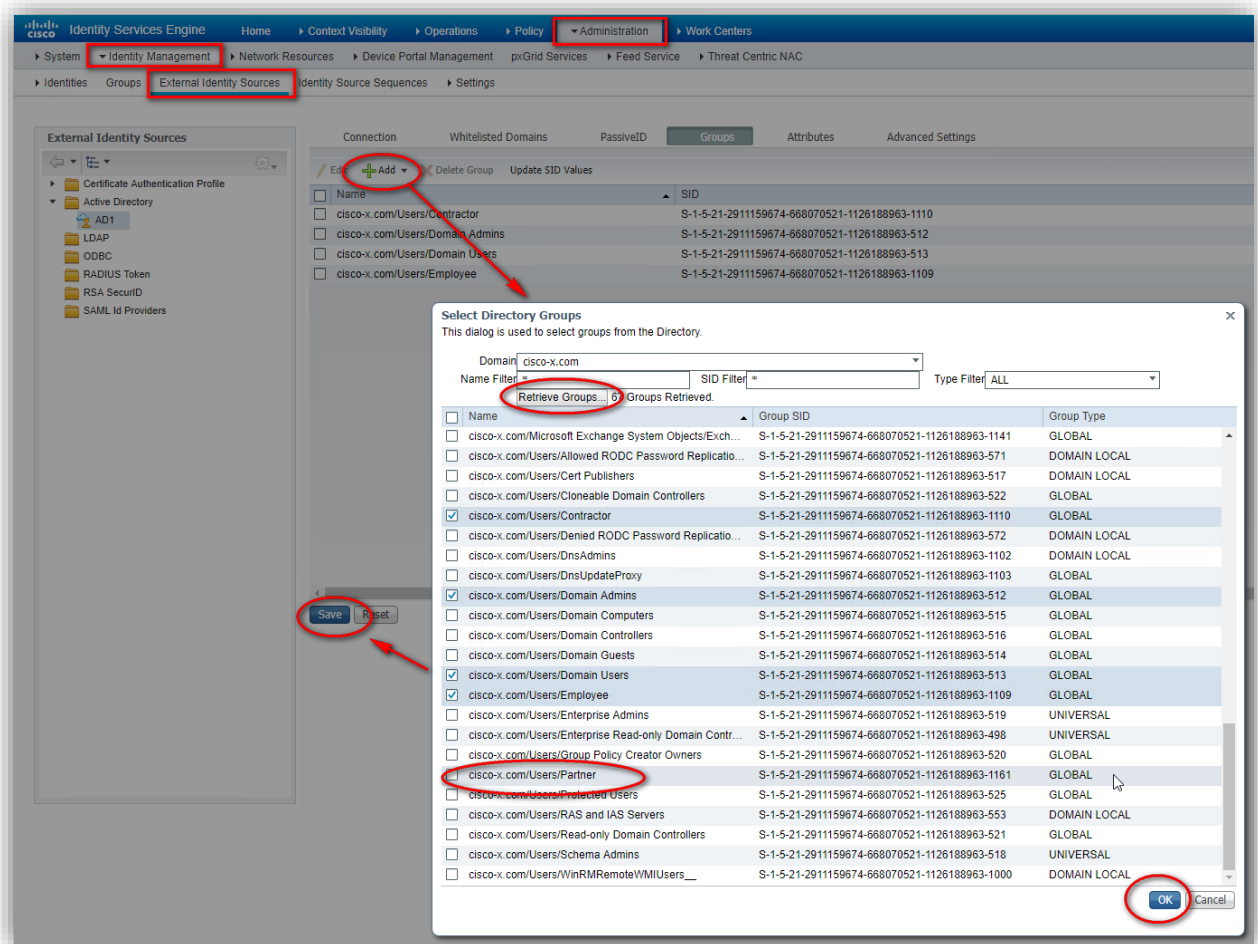 cisco Identity Services Engine Home Context Visibility Operations Policy Administration Work Centers
System Identity Management Network Resources Device Portal Management pxGrid Services Feed Service Threat Centric NAC
Identities Groups External Identity Sources Identity Source Sequences Settings
External Identity Sources
Certificate Authentication Profile
Active Directory
AD1
LDAP
ODBC
RADIUS Token
RSA SecurID
SAML Id Providers
Connection Whitelisted Domains PassiveID Groups Attributes Advanced Settings
Edit Add Delete Group Update SID Values
Name SID
cisco-x.com/Users/Contractor S-1-5-21-2911159674-668070521-1126188963-1110
cisco-x.com/Users/Domain Admins S-1-5-21-2911159674-668070521-1126188963-512
cisco-x.com/Users/Domain Users S-1-5-21-2911159674-668070521-1126188963-513
cisco-x.com/Users/Employee S-1-5-21-2911159674-668070521-1126188963-1109
Save Reset
Select Directory Groups
This dialog is used to select groups from the Directory.
Domain cisco-x.com
Name Filter * SID Filter * Type Filter ALL
Retrieve Groups... 67 Groups Retrieved.
Name Group SID Group Type
cisco-x.com/Microsoft Exchange System Objects/Exch... S-1-5-21-2911159674-668070521-1126188963-1141 GLOBAL
cisco-x.com/Users/Allowed RODC Password Replicatio... S-1-5-21-2911159674-668070521-1126188963-571 DOMAIN LOCAL
cisco-x.com/Users/Cert Publishers S-1-5-21-2911159674-668070521-1126188963-517 DOMAIN LOCAL
cisco-x.com/Users/Cloneable Domain Controllers S-1-5-21-2911159674-668070521-1126188963-522 GLOBAL
cisco-x.com/Users/Contractor S-1-5-21-2911159674-668070521-1126188963-1110 GLOBAL
cisco-x.com/Users/Denied RODC Password Replicatio... S-1-5-21-2911159674-668070521-1126188963-572 DOMAIN LOCAL
cisco-x.com/Users/DnsAdmins S-1-5-21-2911159674-668070521-1126188963-1102 DOMAIN LOCAL
cisco-x.com/Users/DnsUpdateProxy S-1-5-21-2911159674-668070521-1126188963-1103 GLOBAL
cisco-x.com/Users/Domain Admins S-1-5-21-2911159674-668070521-1126188963-512 GLOBAL
cisco-x.com/Users/Domain Computers S-1-5-21-2911159674-668070521-1126188963-515 GLOBAL
cisco-x.com/Users/Domain Controllers S-1-5-21-2911159674-668070521-1126188963-516 GLOBAL
cisco-x.com/Users/Domain Guests S-1-5-21-2911159674-668070521-1126188963-514 GLOBAL
cisco-x.com/Users/Domain Users S-1-5-21-2911159674-668070521-1126188963-513 GLOBAL
cisco-x.com/Users/Employee S-1-5-21-2911159674-668070521-1126188963-1109 GLOBAL
cisco-x.com/Users/Enterprise Admins S-1-5-21-2911159674-668070521-1126188963-519 UNIVERSAL
cisco-x.com/Users/Enterprise Read-only Domain Contr... S-1-5-21-2911159674-668070521-1126188963-498 UNIVERSAL
cisco-x.com/Users/Group Policy Creator Owners S-1-5-21-2911159674-668070521-1126188963-520 GLOBAL
cisco-x.com/Users/Partner S-1-5-21-2911159674-668070521-1126188963-1161 GLOBAL
cisco-x.com/Users/Protected Users S-1-5-21-2911159674-668070521-1126188963-525 GLOBAL
cisco-x.com/Users/RAS and IAS Servers S-1-5-21-2911159674-668070521-1126188963-553 DOMAIN LOCAL
cisco-x.com/Users/Read-only Domain Controllers S-1-5-21-2911159674-668070521-1126188963-521 GLOBAL
cisco-x.com/Users/Schema Admins S-1-5-21-2911159674-668070521-1126188963-518 UNIVERSAL
cisco-x.com/Users/WinRMRemoteWMIUsers__ S-1-5-21-2911159674-668070521-1126188963-1000 DOMAIN LOCAL
OK Cancel